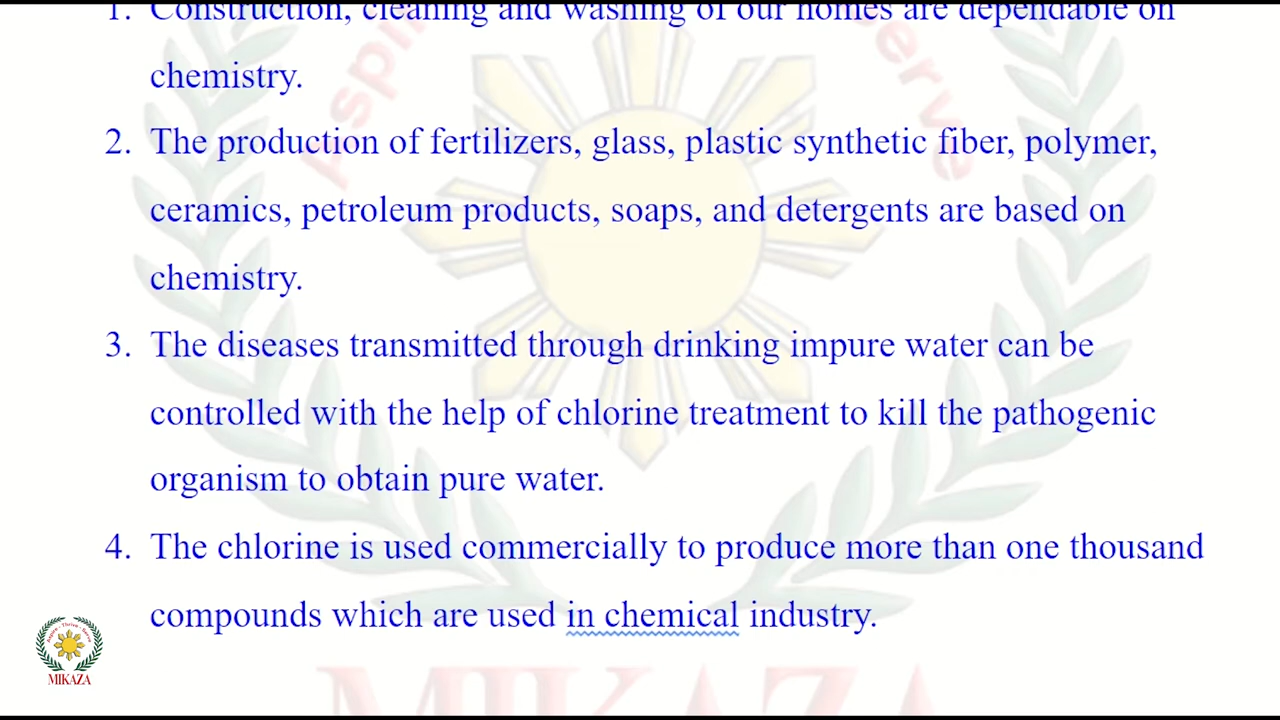 1. Construction, cleaning and washing of our homes are dependable on
chemistry.
2. The production of fertilizers, glass, plastic synthetic fiber, polymer,
ceramics, petroleum products, soaps, and detergents are based on
chemistry.
3. The diseases transmitted through drinking impure water can be
controlled with the help of chlorine treatment to kill the pathogenic
organism to obtain pure water.
4. The chlorine is used commercially to produce more than one thousand
compounds which are used in chemical industry.
Aspire - Thrive - Serve
MIKAZA
MIKAZA